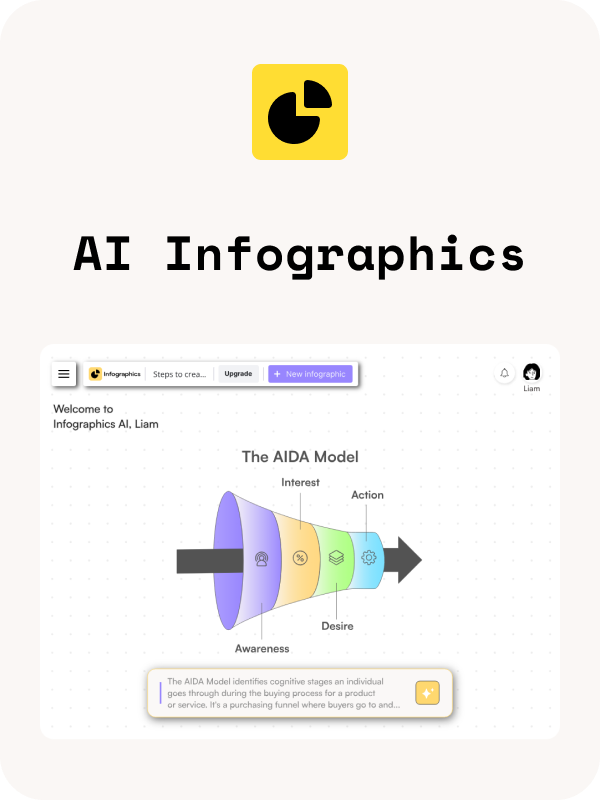 AI Infographics
Infographics
Steps to crea...
Upgrade
+ New infographic
Liam
Welcome to
Infographics AI, Liam
The AIDA Model
Interest
Action
%
Desire
Awareness
The AIDA Model identifies cognitive stages an individual
goes through during the buying process for a product
or service. It's a purchasing funnel where buyers go to and...